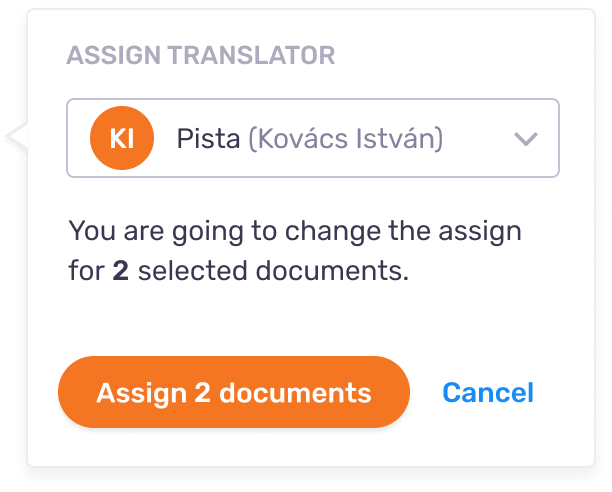 ASSIGN TRANSLATOR
KI Pista (Kovács István)
You are going to change the assign
for 2 selected documents.
Assign 2 documents Cancel